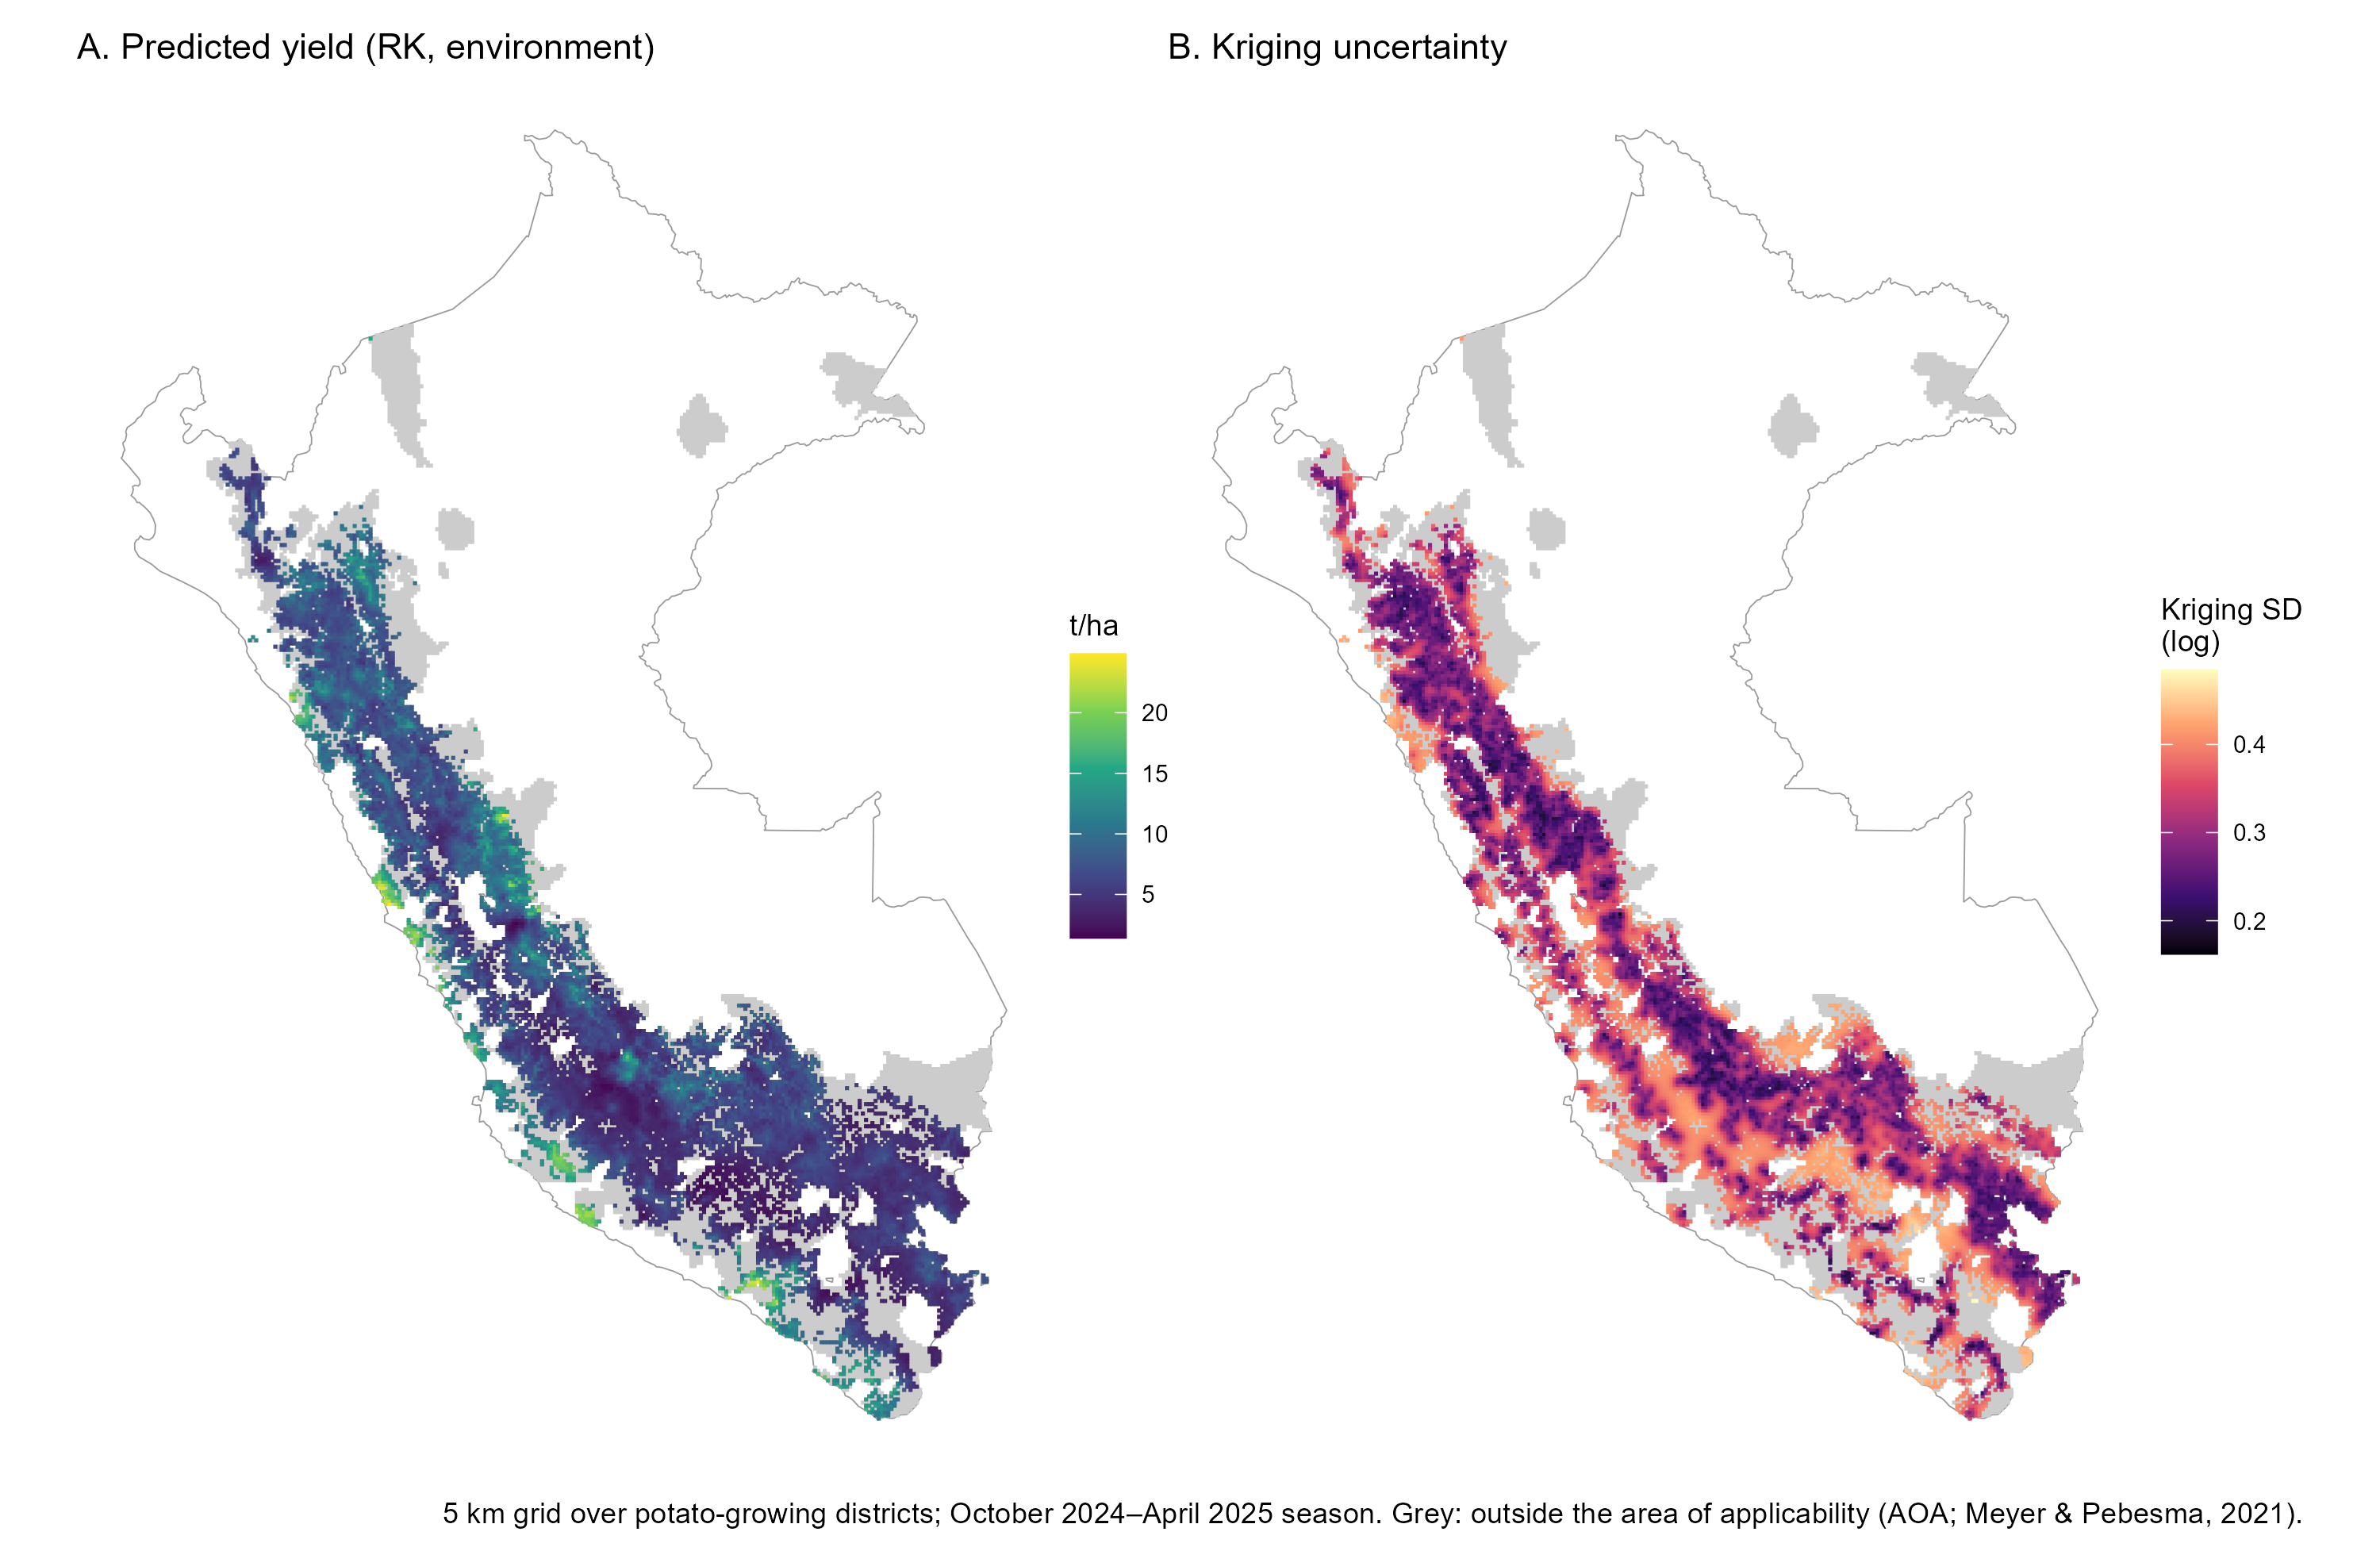 A. Predicted yield (RK, environment)
B. Kriging uncertainty
t/ha
20
15
10
5
Kriging SD
(log)
0.4
0.3
0.2
5 km grid over potato-growing districts; October 2024–April 2025 season. Grey: outside the area of applicability (AOA; Meyer & Pebesma, 2021).